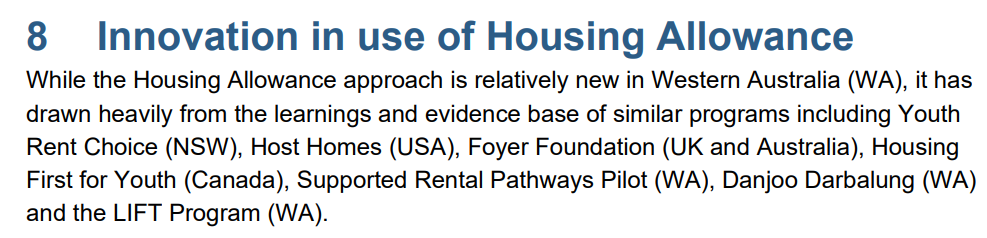 8 Innovation in use of Housing Allowance
While the Housing Allowance approach is relatively new in Western Australia (WA), it has
drawn heavily from the learnings and evidence base of similar programs including Youth
Rent Choice (NSW), Host Homes (USA), Foyer Foundation (UK and Australia), Housing
First for Youth (Canada), Supported Rental Pathways Pilot (WA), Danjoo Darbalung (WA)
and the LIFT Program (WA).